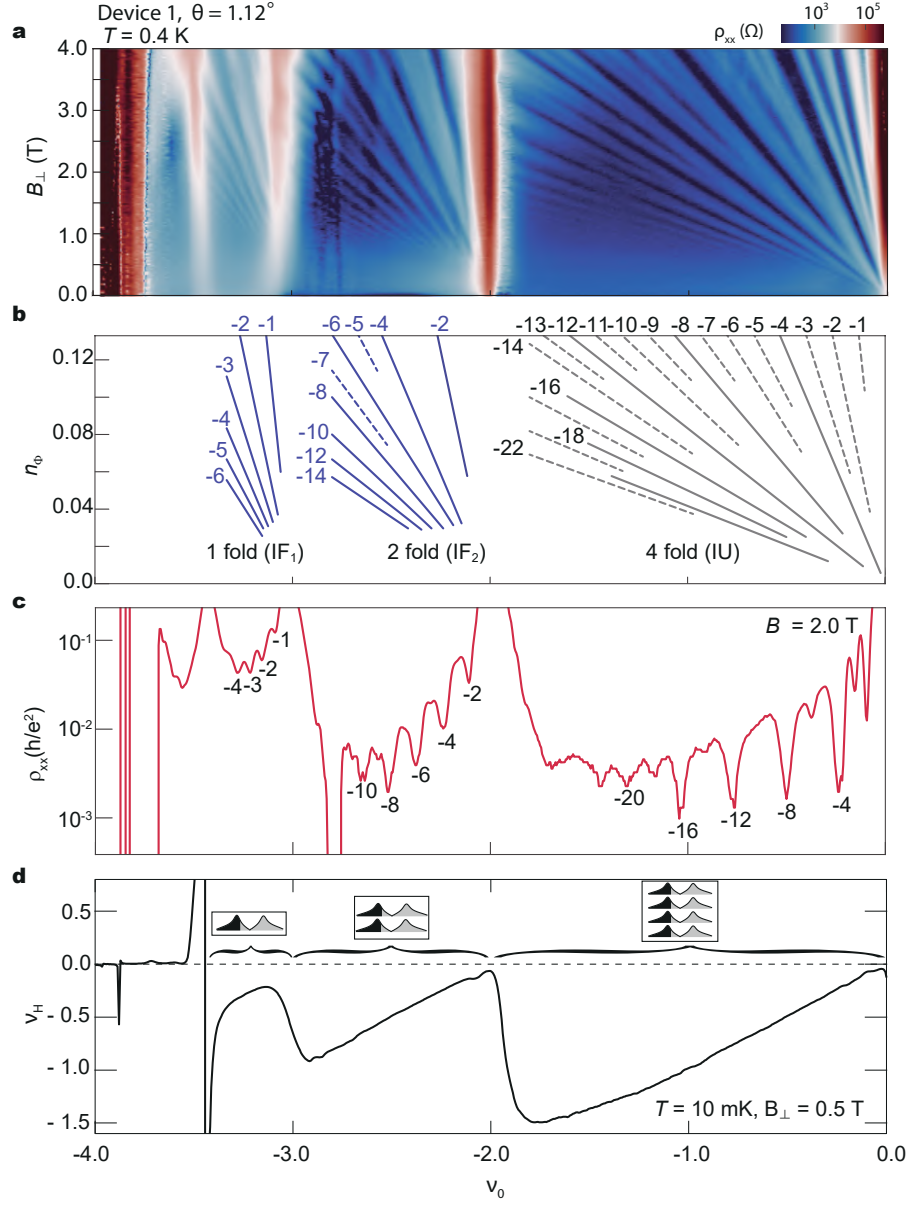 Device 1, θ = 1.12°
a
T = 0.4 K
ρxx (Ω)
10³
10⁵
4.0
3.0
2.0
1.0
0.0
B⊥ (T)
b
-2 -1
-3
-4
-5
-6
-6 -5 -4 -2
-7
-8
-10
-12
-14
-13 -12 -11 -10 -9 -8 -7 -6 -5 -4 -3 -2 -1
-14
-16
-18
-22
0.12
0.08
0.04
0.0
nΦ
1 fold (IF₁)
2 fold (IF₂)
4 fold (IU)
c
B = 2.0 T
10⁻¹
10⁻²
10⁻³
ρxx(h/e²)
-4 -3 -2 -1
-10 -8 -6 -4 -2
-20 -16 -12 -8 -4
d
0.5
0.0
- 0.5
- 1.0
- 1.5
νH
T = 10 mK, B⊥ = 0.5 T
-4.0 -3.0 -2.0 -1.0 0.0
ν₀